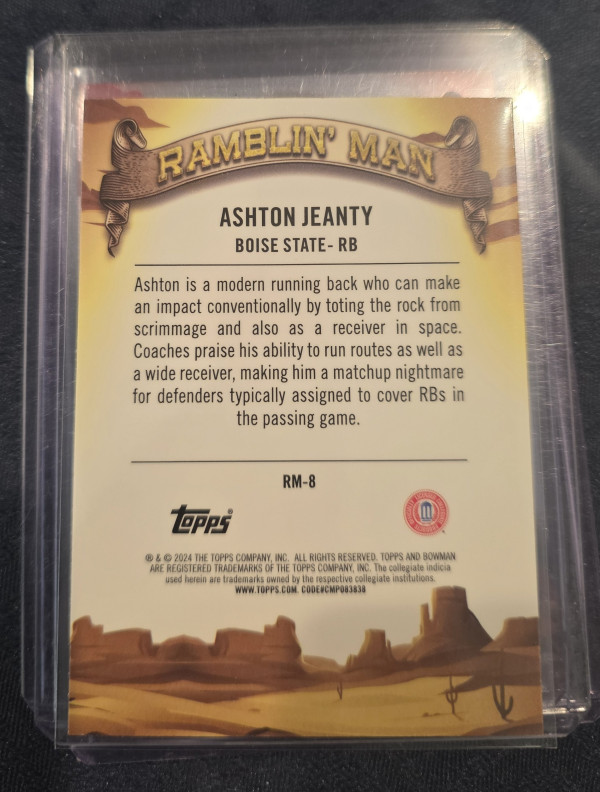 RAMBLIN' MAN
ASHTON JEANTY
BOISE STATE- RB
Ashton is a modern running back who can make
an impact conventionally by toting the rock from
scrimmage and also as a receiver in space.
Coaches praise his ability to run routes as well as
a wide receiver, making him a matchup nightmare
for defenders typically assigned to cover RBs in
the passing game.
RM-8
Topps®
® & © 2024 THE TOPPS COMPANY, INC. ALL RIGHTS RESERVED. TOPPS AND BOWMAN
ARE REGISTERED TRADEMARKS OF THE TOPPS COMPANY, INC. The collegiate indicia
used herein are trademarks owned by the respective collegiate institutions.
WWW.TOPPS.COM. CODE#CMP083838